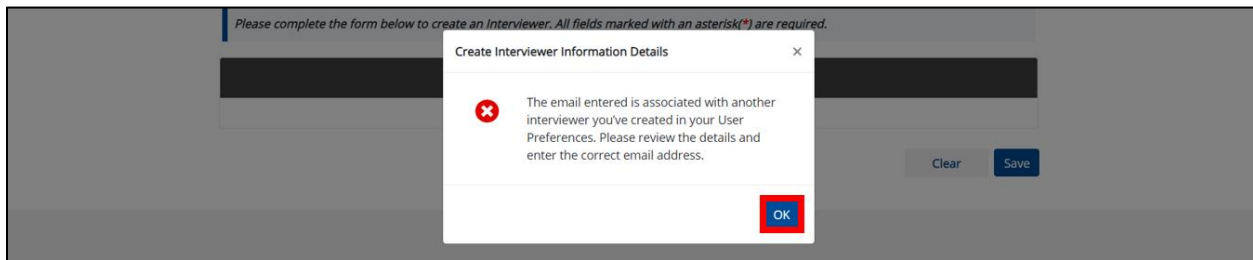 Please complete the form below to create an Interviewer. All fields marked with an asterisk(*) are required.
Create Interviewer Information Details ×
The email entered is associated with another
interviewer you've created in your User
Preferences. Please review the details and
enter the correct email address.
Clear Save
OK